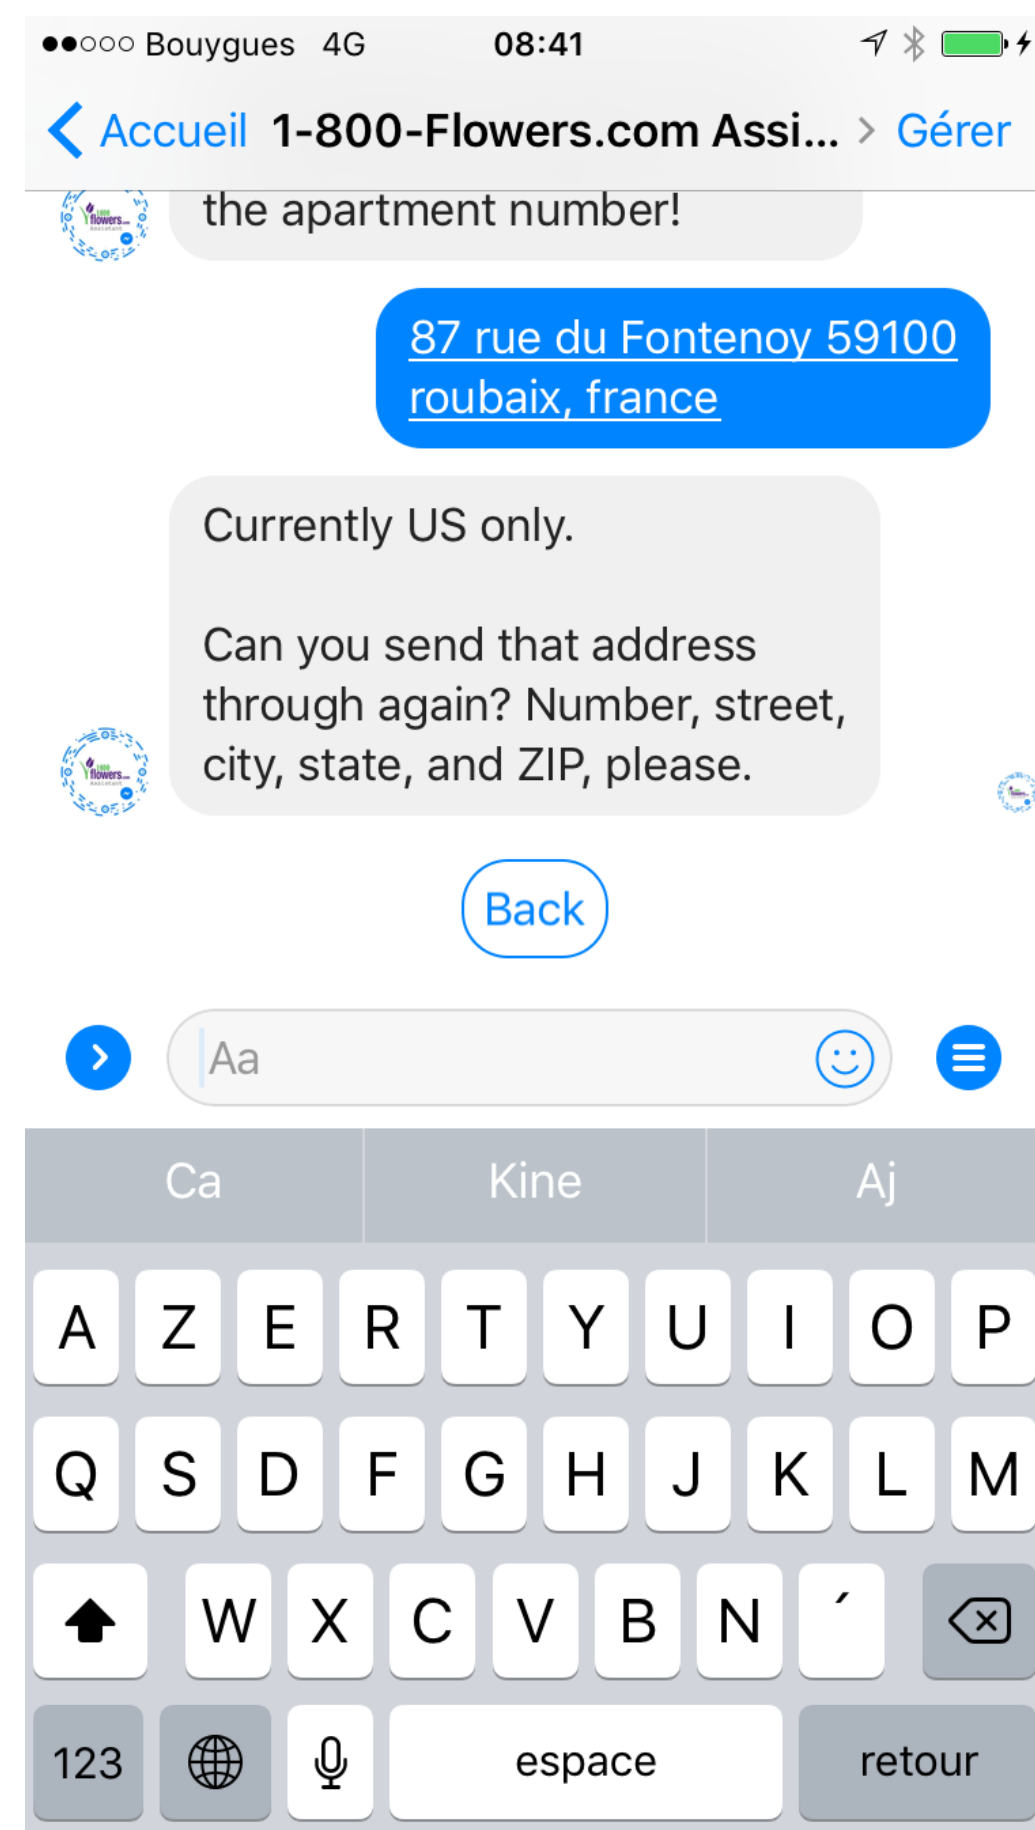 Bouygues 4G 08:41
Accueil 1-800-Flowers.com Assi... > Gérer
the apartment number!
87 rue du Fontenoy 59100
roubaix, france
Currently US only.
Can you send that address
through again? Number, street,
city, state, and ZIP, please.
flowers
Back
Aa
Ca Kine Aj
A Z E R T Y U I O P
Q S D F G H J K L M
W X C V B N ´
123 espace retour